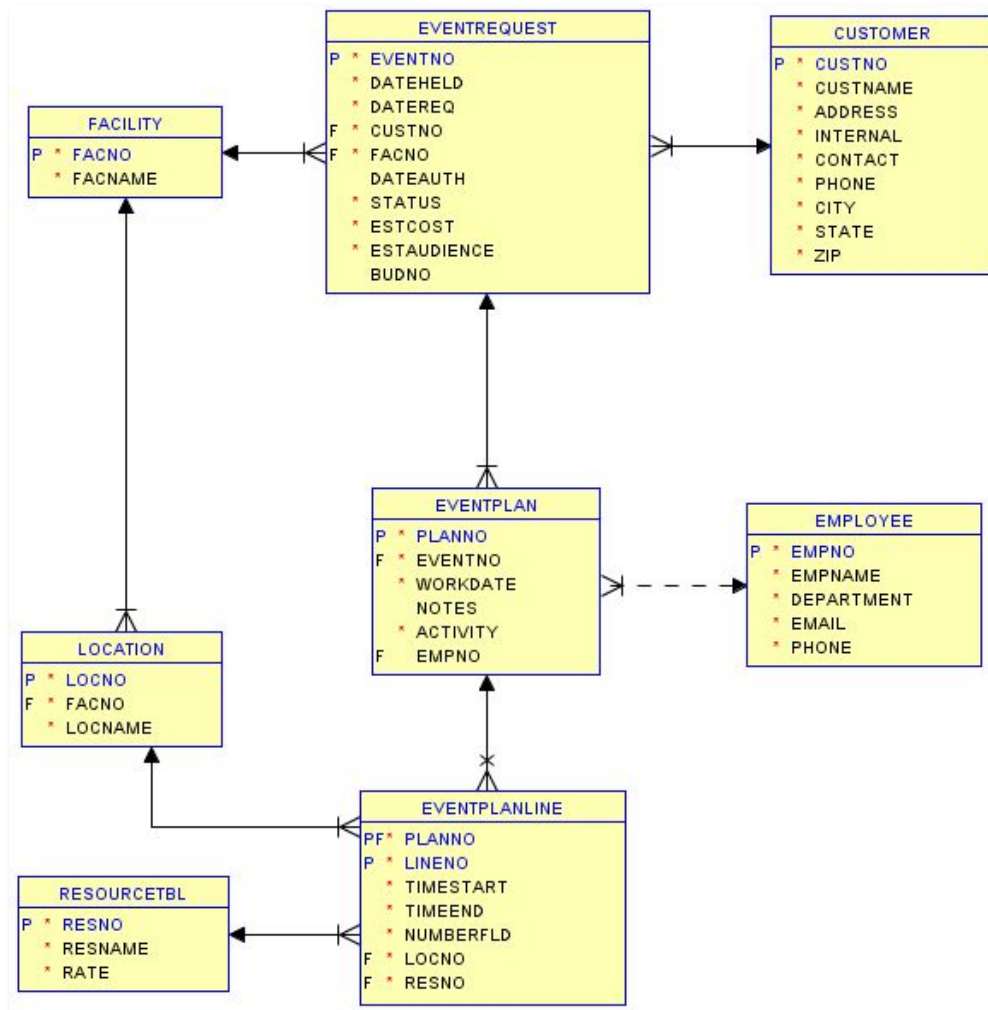 EVENTREQUEST
P * EVENTNO
* DATEHELD
* DATEREQ
F * CUSTNO
F * FACNO
DATEAUTH
* STATUS
* ESTCOST
* ESTAUDIENCE
BUDNO
CUSTOMER
P * CUSTNO
* CUSTNAME
* ADDRESS
* INTERNAL
* CONTACT
* PHONE
* CITY
* STATE
* ZIP
FACILITY
P * FACNO
* FACNAME
EVENTPLAN
P * PLANNO
F * EVENTNO
* WORKDATE
NOTES
* ACTIVITY
F EMPNO
EMPLOYEE
P * EMPNO
* EMPNAME
* DEPARTMENT
* EMAIL
* PHONE
LOCATION
P * LOCNO
F * FACNO
* LOCNAME
EVENTPLANLINE
PF* PLANNO
P * LINENO
* TIMESTART
* TIMEEND
* NUMBERFLD
F * LOCNO
F * RESNO
RESOURCETBL
P * RESNO
* RESNAME
* RATE